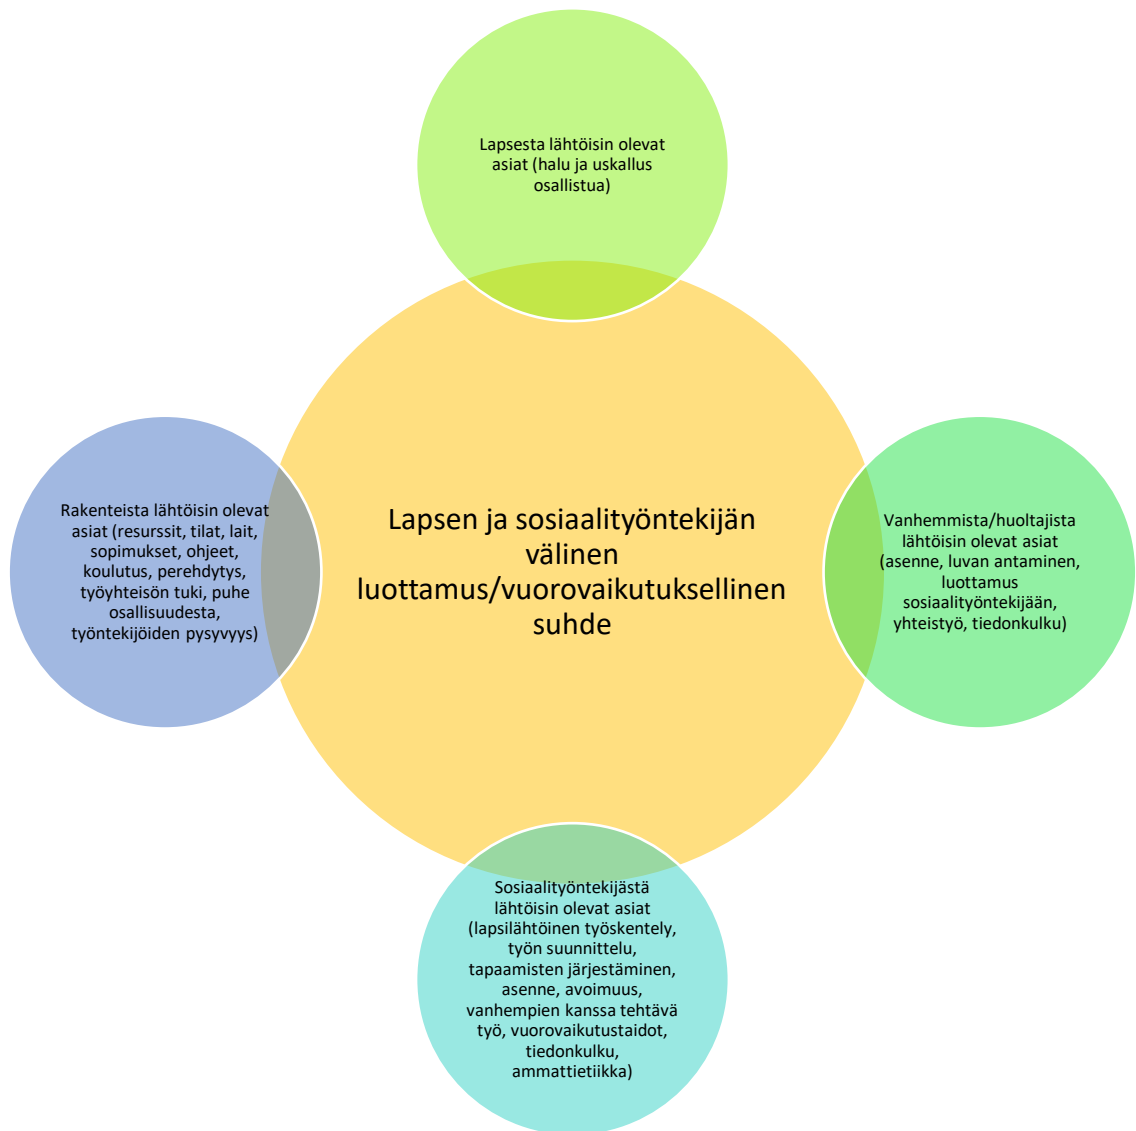 Lapsesta lähtöisin olevat
asiat (halu ja uskallus
osallistua)
Rakenteista lähtöisin olevat
asiat (resurssit, tilat, lait,
sopimukset, ohjeet,
koulutus, perehdytys,
työyhteisön tuki, puhe
osallisuudesta,
työntekijöiden pysyvyys)
Lapsen ja sosiaalityöntekijän
välinen
luottamus/vuorovaikutuksellinen
suhde
Vanhemmista/huoltajista
lähtöisin olevat asiat
(asenne, luvan antaminen,
luottamus
sosiaalityöntekijään,
yhteistyö, tiedonkulku)
Sosiaalityöntekijästä
lähtöisin olevat asiat
(lapsilähtöinen työskentely,
työn suunnittelu,
tapaamisten järjestäminen,
asenne, avoimuus,
vanhempien kanssa tehtävä
työ, vuorovaikutustaidot,
tiedonkulku,
ammattietiikka)